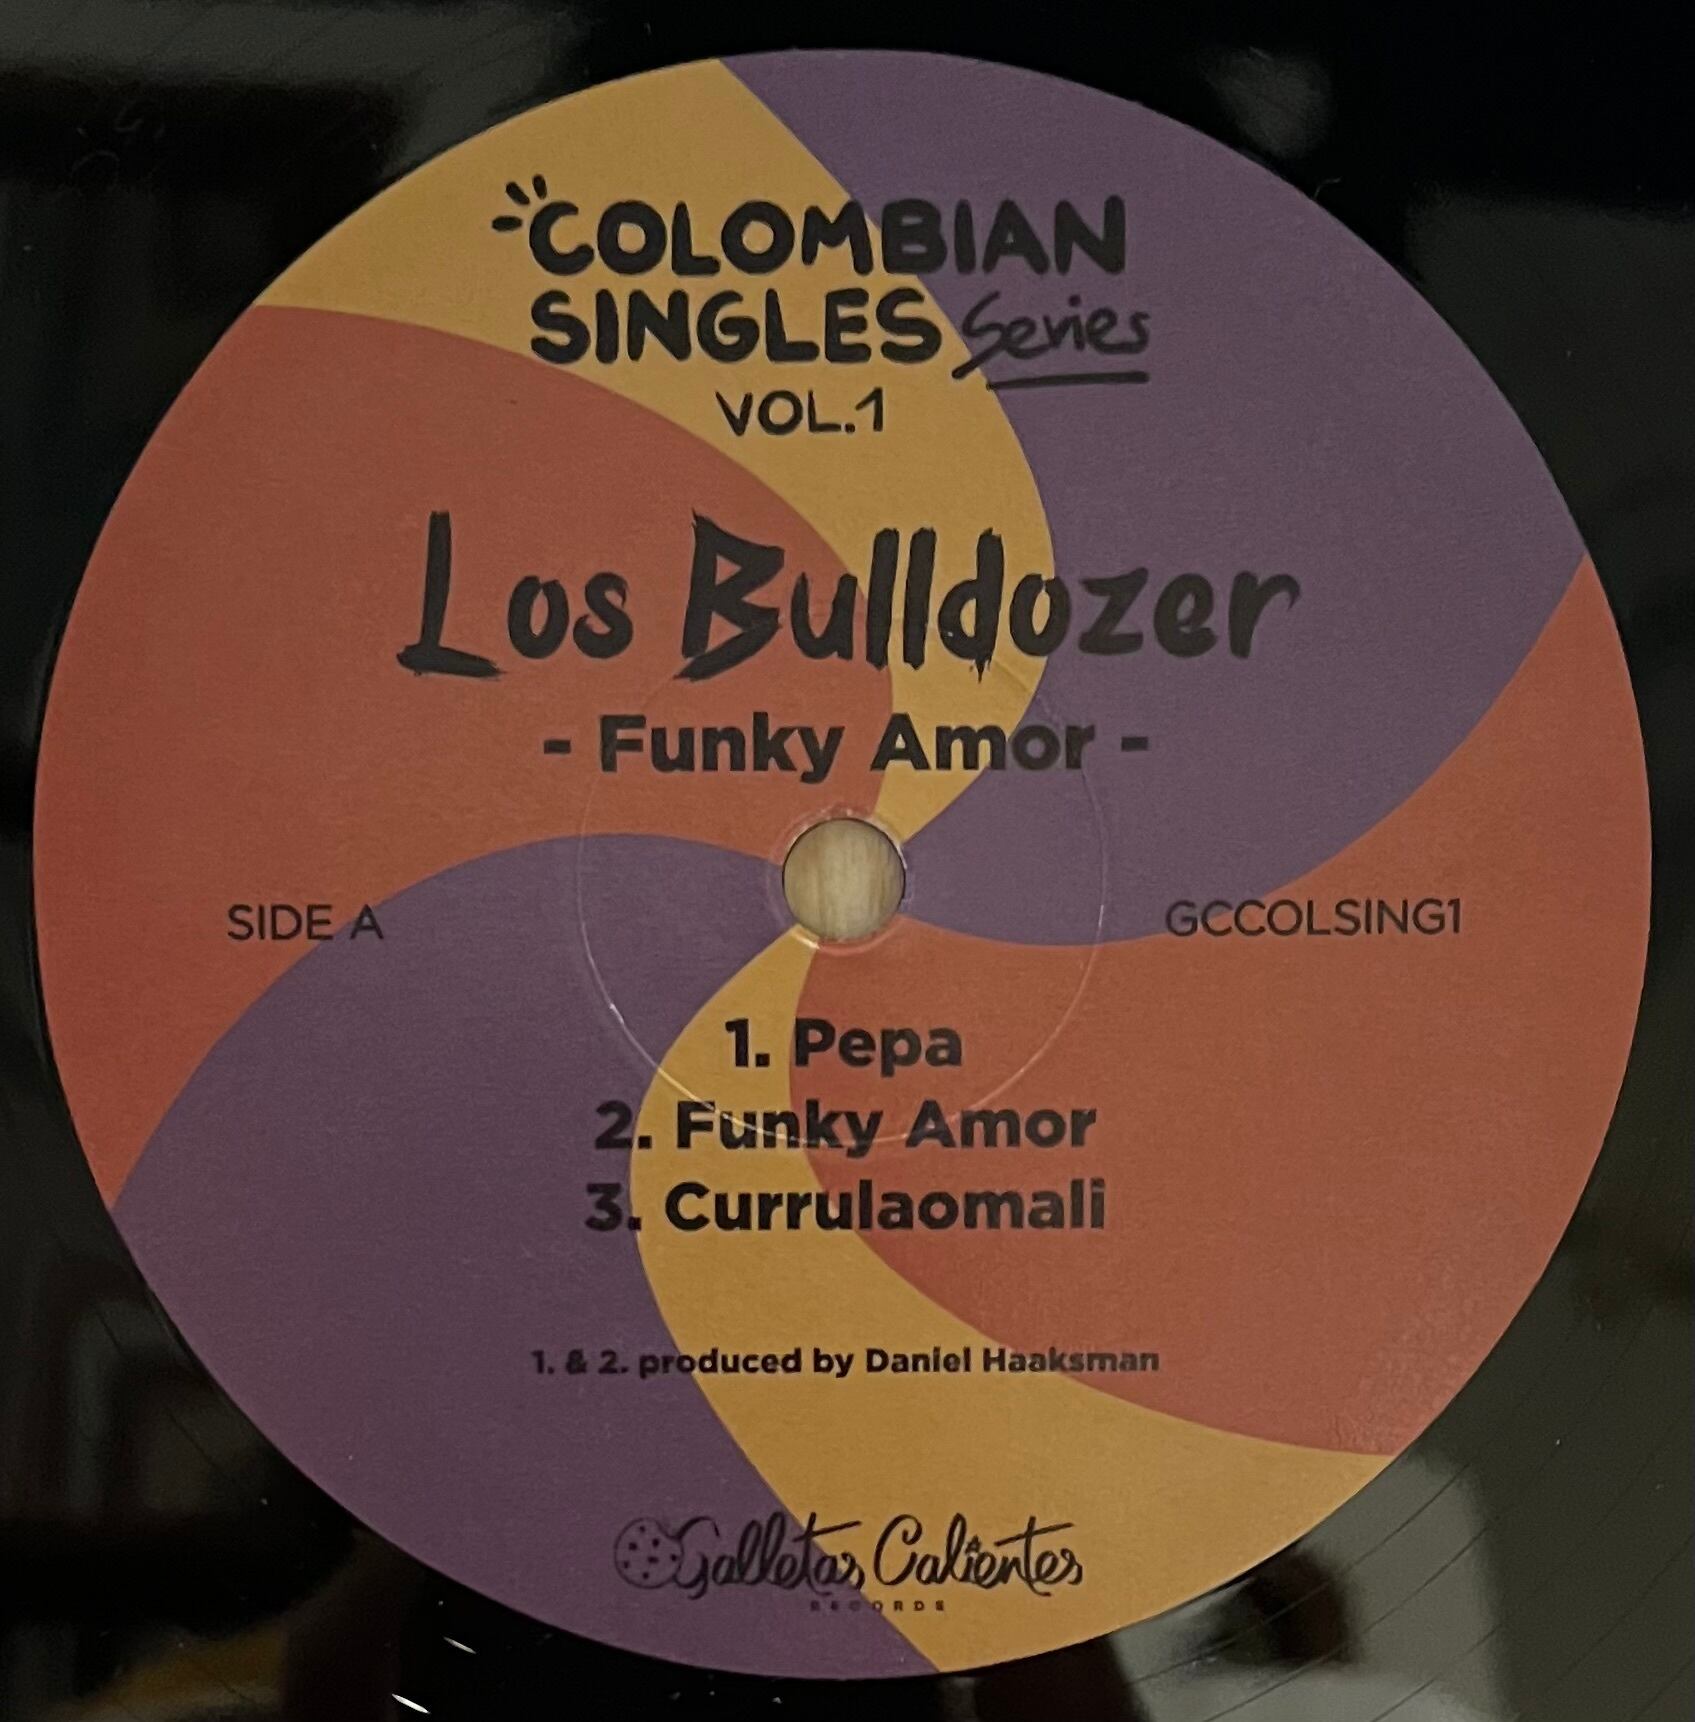 COLOMBIAN
SINGLES Series
VOL.1
Los Bulldozer
- Funky Amor -
SIDE A
GCCOLSING1
1. Pepa
2. Funky Amor
3. Currulaomali
1. & 2. produced by Daniel Haaksman
Galletas Calientes
RECORDS